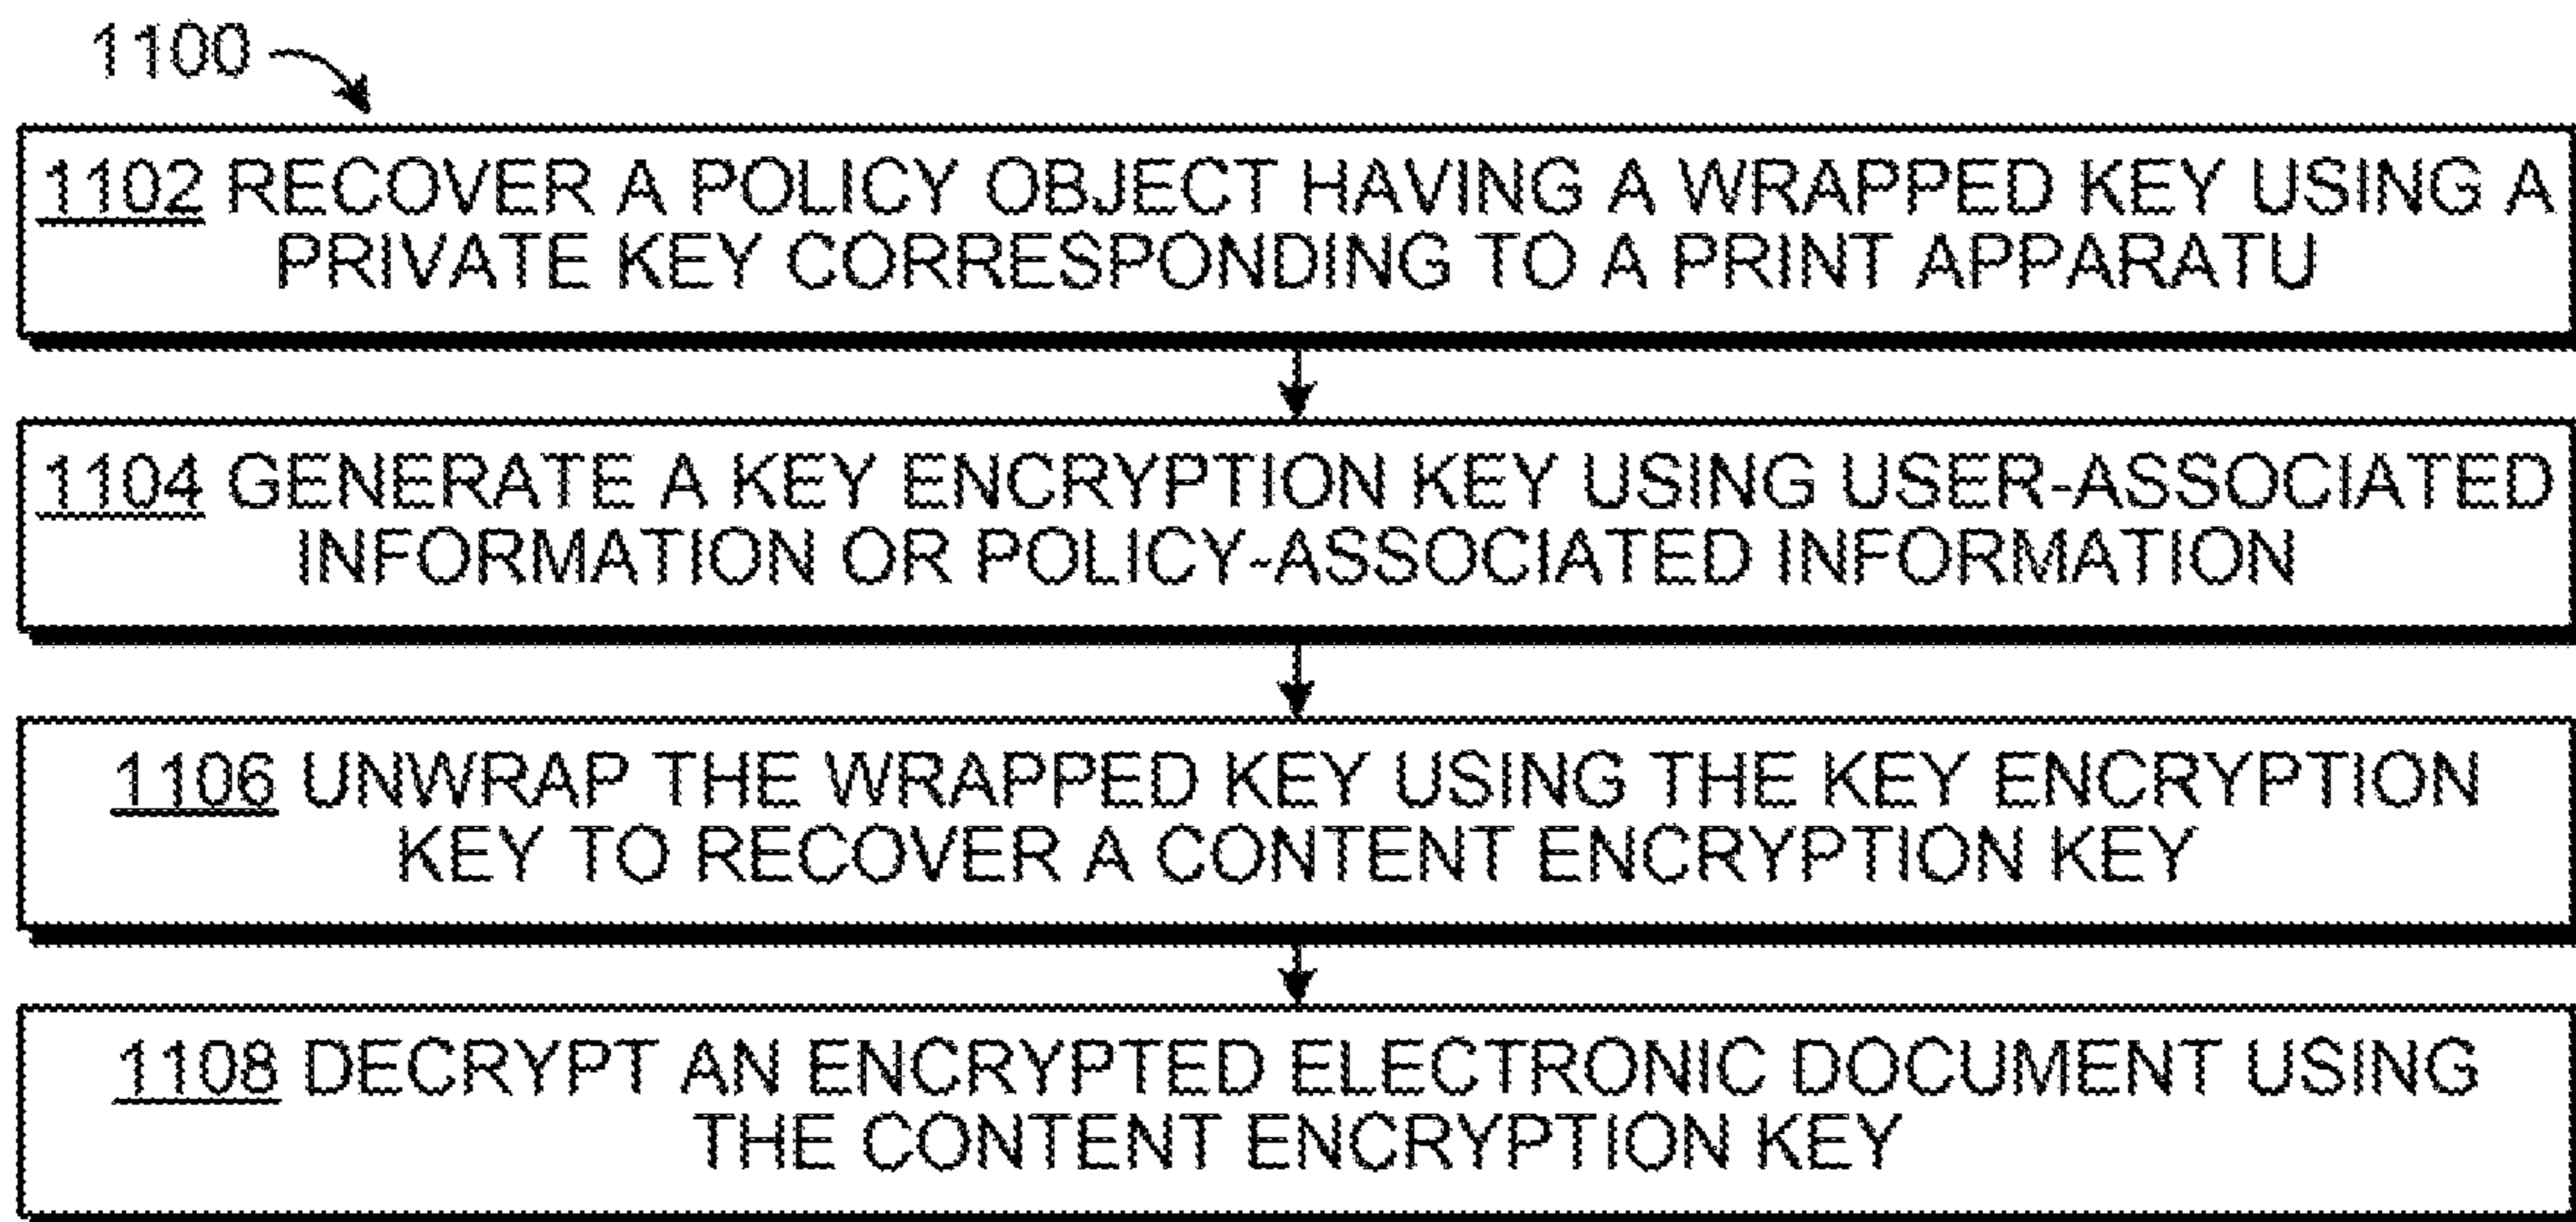 1100
1102 RECOVER A POLICY OBJECT HAVING A WRAPPED KEY USING A
PRIVATE KEY CORRESPONDING TO A PRINT APPARATU
1104 GENERATE A KEY ENCRYPTION KEY USING USER-ASSOCIATED
INFORMATION OR POLICY-ASSOCIATED INFORMATION
1106 UNWRAP THE WRAPPED KEY USING THE KEY ENCRYPTION
KEY TO RECOVER A CONTENT ENCRYPTION KEY
1108 DECRYPT AN ENCRYPTED ELECTRONIC DOCUMENT USING
THE CONTENT ENCRYPTION KEY